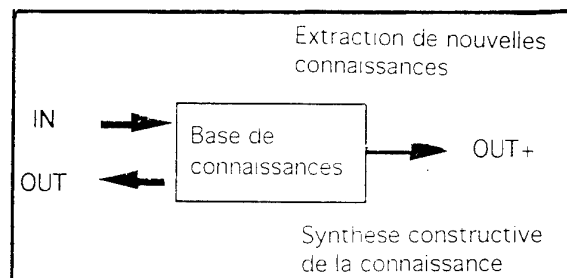 Extraction de nouvelles
connaissances
IN
Base de
connaissances
OUT+
OUT
Synthese constructive
de la connaissance